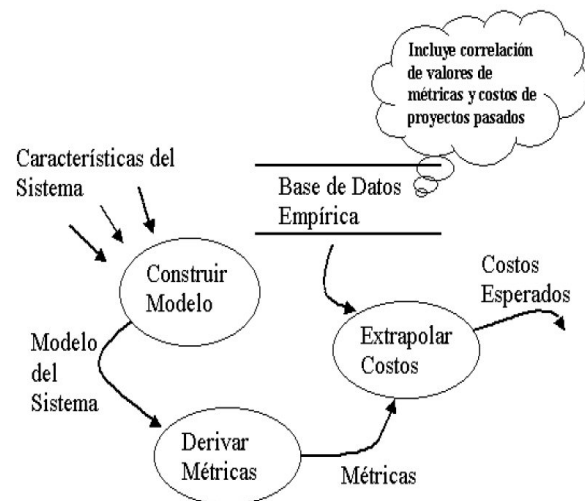 Incluye correlación
de valores de
métricas y costos de
proyectos pasados
Características del
Sistema
Base de Datos
Empírica
Construir
Modelo
Costos
Esperados
Extrapolar
Costos
Modelo
del
Sistema
Derivar
Métricas
Métricas